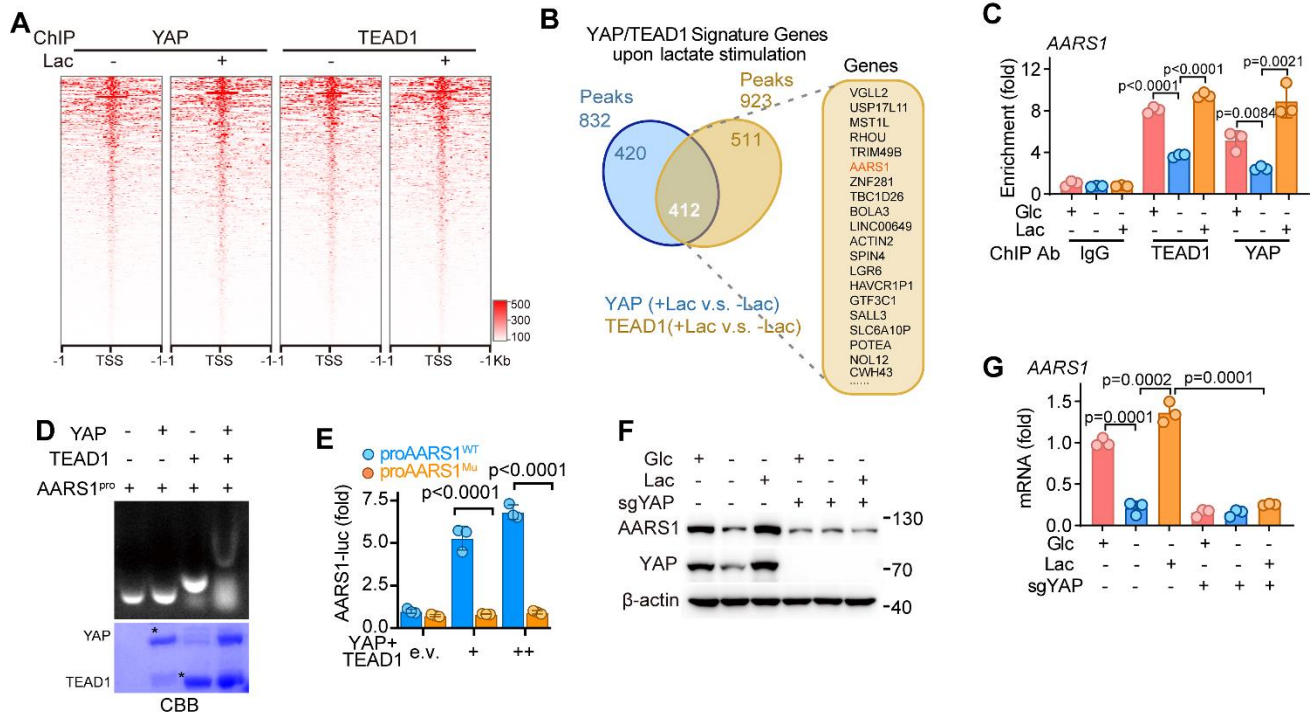 A
ChIP YAP TEAD1
Lac - + - +
500
300
100
-1 TSS -1-1 TSS -1-1 TSS -1-1 TSS -1Kb
B
YAP/TEAD1 Signature Genes
upon lactate stimulation
Peaks
832
Peaks
923
420
511
412
YAP (+Lac v.s. -Lac)
TEAD1(+Lac v.s. -Lac)
Genes
VGLL2
USP17L11
MST1L
RHOU
TRIM49B
AARS1
ZNF281
TBC1D26
BOLA3
LINC00649
ACTIN2
SPIN4
LGR6
HAVCR1P1
GTF3C1
SALL3
SLC6A10P
POTEA
NOL12
CWH43
......
C
AARS1
Enrichment (fold)
12
9
6
3
0
p<0.0001
p<0.0001
p=0.0084
p=0.0021
Glc + - - + - - + - -
Lac - - + - - + - - +
ChIP Ab IgG TEAD1 YAP
D
YAP - + - +
TEAD1 - - + +
AARS1pro + + + +
YAP
*
TEAD1
*
CBB
E
proAARS1WT
proAARS1Mu
AARS1-luc (fold)
7.5
5.0
2.5
0.0
p<0.0001
p<0.0001
YAP+
TEAD1 e.v. + ++
F
Glc + - - + - -
Lac - - + - - +
sgYAP - - - + + +
AARS1 -130
YAP -70
β-actin -40
G
AARS1
mRNA (fold)
1.5
1.0
0.5
0.0
p=0.0001
p=0.0002
p=0.0001
Glc + - - + - -
Lac - - + - - +
sgYAP - - - + + +